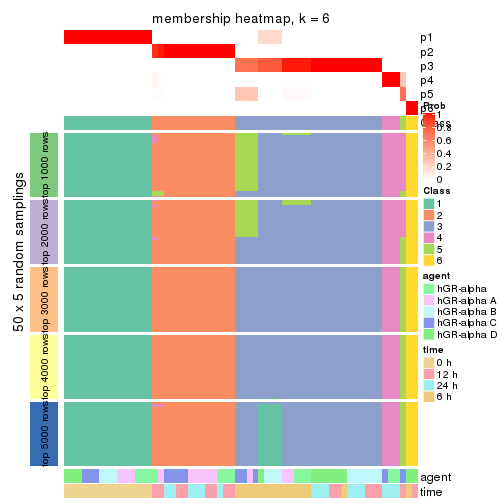 membership heatmap, k = 6
p1
p2
p3
p4
p5
p6
Prob
1
0.8
0.6
0.4
0.2
0
Class
Class
1
2
3
4
5
6
agent
hGR-alpha
hGR-alpha A
hGR-alpha B
hGR-alpha C
hGR-alpha D
time
0 h
12 h
24 h
6 h
50 x 5 random samplings
top 1000 rows
top 2000 rows
top 3000 rows
top 4000 rows
top 5000 rows
agent
time